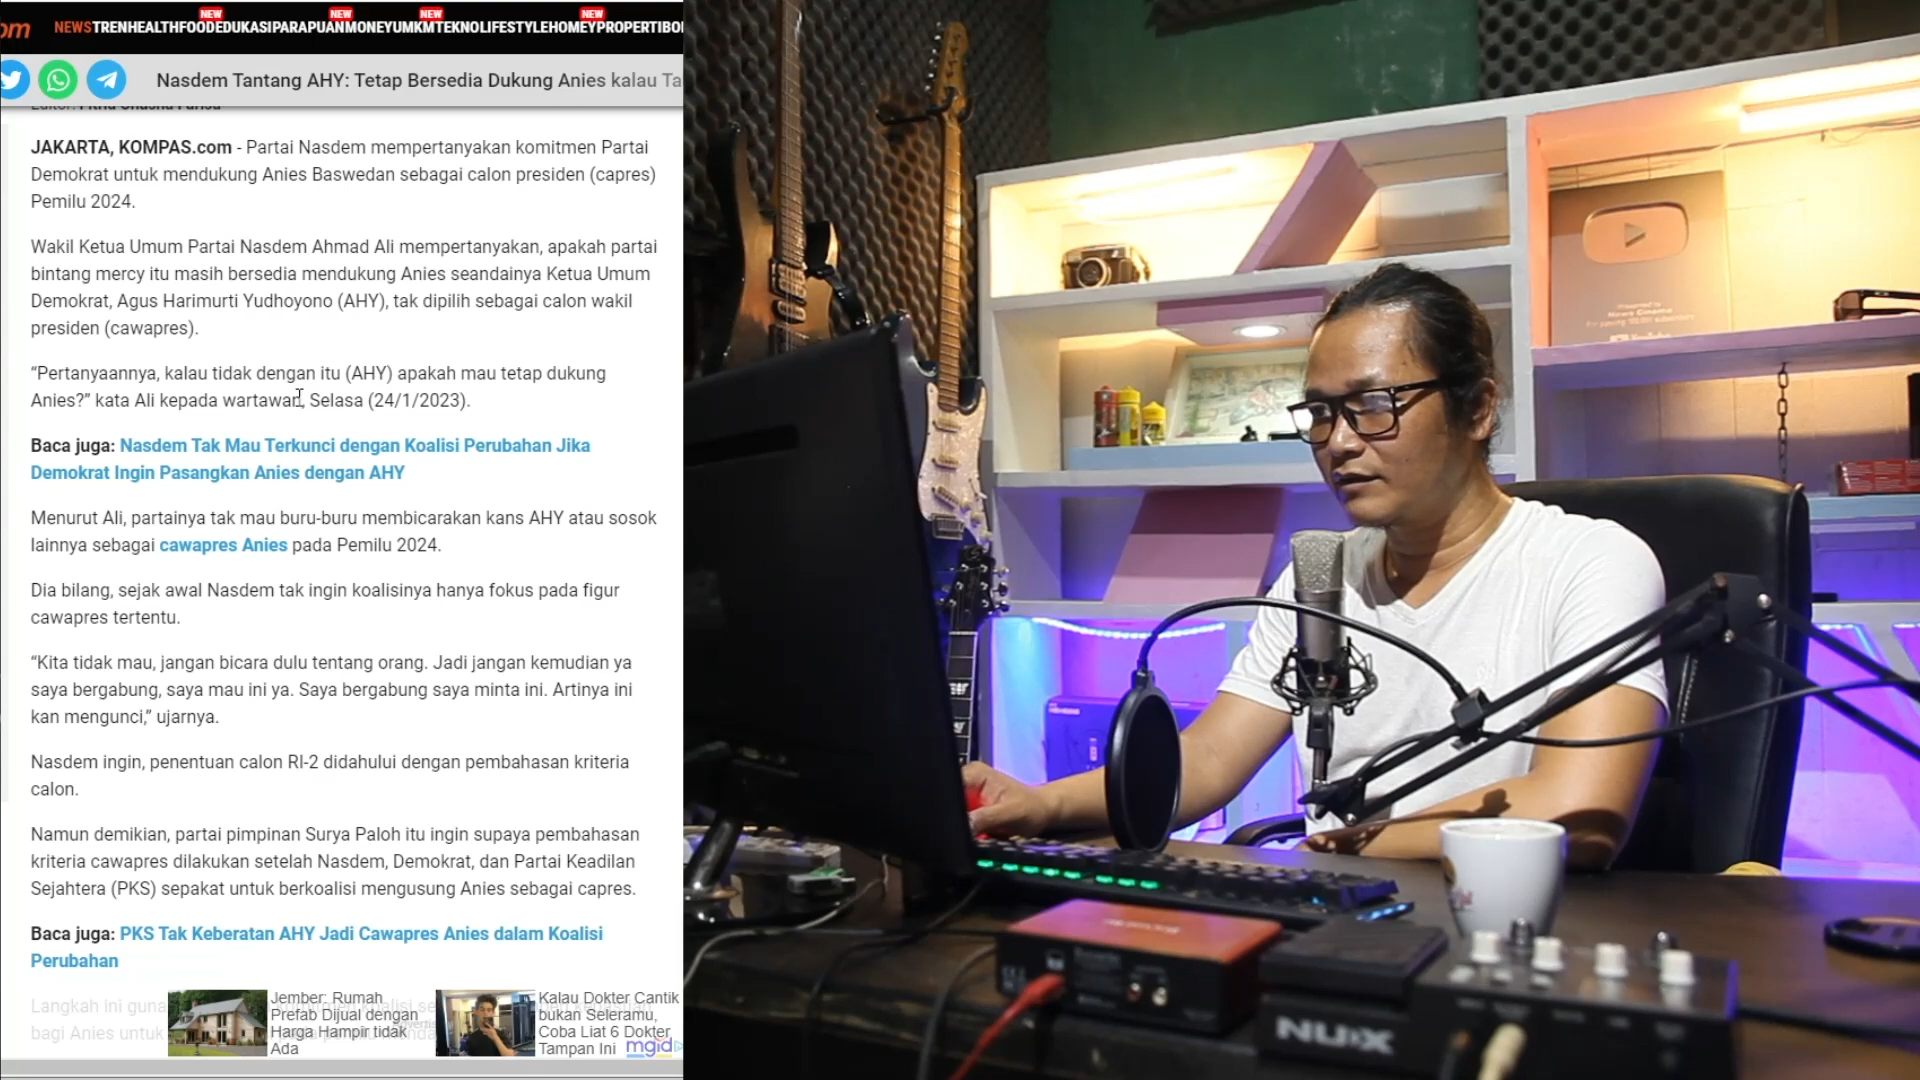 om NEWS TREN HEALTH FOOD EDUKASI PARAPUAN MONEY UMKM TEKNO LIFESTYLE HOMEY PROPERTI BO
NEW NEW NEW NEW
Nasdem Tantang AHY: Tetap Bersedia Dukung Anies kalau Ta
JAKARTA, KOMPAS.com - Partai Nasdem mempertanyakan komitmen Partai
Demokrat untuk mendukung Anies Baswedan sebagai calon presiden (capres)
Pemilu 2024.
Wakil Ketua Umum Partai Nasdem Ahmad Ali mempertanyakan, apakah partai
bintang mercy itu masih bersedia mendukung Anies seandainya Ketua Umum
Demokrat, Agus Harimurti Yudhoyono (AHY), tak dipilih sebagai calon wakil
presiden (cawapres).
“Pertanyaannya, kalau tidak dengan itu (AHY) apakah mau tetap dukung
Anies?” kata Ali kepada wartawan, Selasa (24/1/2023).
Baca juga: Nasdem Tak Mau Terkunci dengan Koalisi Perubahan Jika
Demokrat Ingin Pasangkan Anies dengan AHY
Menurut Ali, partainya tak mau buru-buru membicarakan kans AHY atau sosok
lainnya sebagai cawapres Anies pada Pemilu 2024.
Dia bilang, sejak awal Nasdem tak ingin koalisinya hanya fokus pada figur
cawapres tertentu.
“Kita tidak mau, jangan bicara dulu tentang orang. Jadi jangan kemudian ya
saya bergabung, saya mau ini ya. Saya bergabung saya minta ini. Artinya ini
kan mengunci,” ujarnya.
Nasdem ingin, penentuan calon RI-2 didahului dengan pembahasan kriteria
calon.
Namun demikian, partai pimpinan Surya Paloh itu ingin supaya pembahasan
kriteria cawapres dilakukan setelah Nasdem, Demokrat, dan Partai Keadilan
Sejahtera (PKS) sepakat untuk berkoalisi mengusung Anies sebagai capres.
Baca juga: PKS Tak Keberatan AHY Jadi Cawapres Anies dalam Koalisi
Perubahan
Langkah ini guna
bagi Anies untuk
Jember: Rumah
Prefab Dijual dengan
Harga Hampir tidak
Ada
Kalau Dokter Cantik
bukan Seleramu,
Coba Liat 6 Dokter
Tampan Ini
mgid
Presented to
News Cinema
NUX